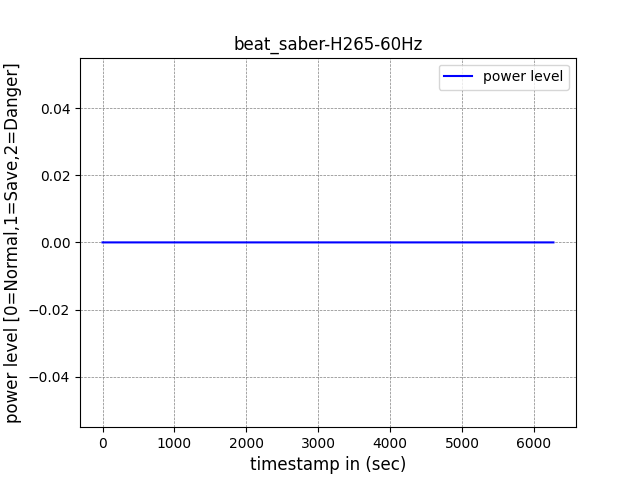 beat_saber-H265-60Hz
power level
power level [0=Normal,1=Save,2=Danger]
0.04
0.02
0.00
−0.02
−0.04
0 1000 2000 3000 4000 5000 6000
timestamp in (sec)